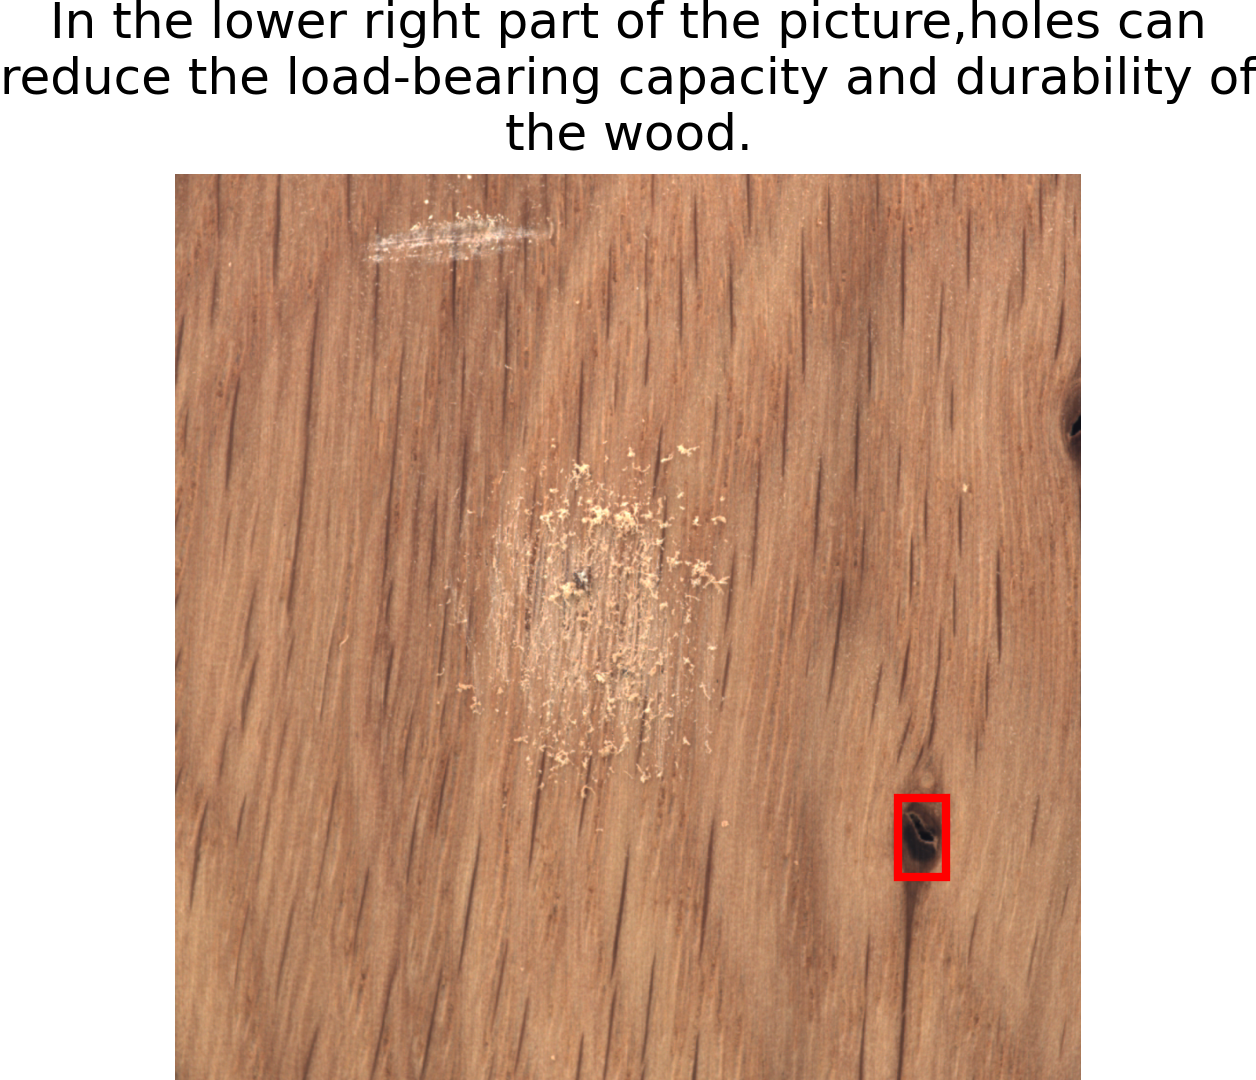 In the lower right part of the picture,holes can
reduce the load-bearing capacity and durability of
the wood.